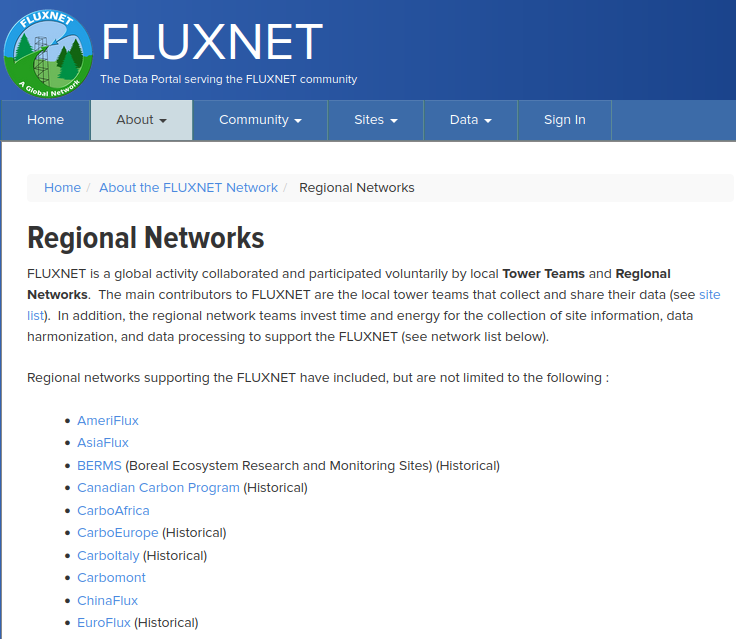 FLUXNET
A Global Network
FLUXNET
The Data Portal serving the FLUXNET community
Home About Community Sites Data Sign In
Home / About the FLUXNET Network / Regional Networks
Regional Networks
FLUXNET is a global activity collaborated and participated voluntarily by local Tower Teams and Regional
Networks.  The main contributors to FLUXNET are the local tower teams that collect and share their data (see site
list).  In addition, the regional network teams invest time and energy for the collection of site information, data
harmonization, and data processing to support the FLUXNET (see network list below).
Regional networks supporting the FLUXNET have included, but are not limited to the following :
• AmeriFlux
• AsiaFlux
• BERMS (Boreal Ecosystem Research and Monitoring Sites) (Historical)
• Canadian Carbon Program (Historical)
• CarboAfrica
• CarboEurope (Historical)
• CarboItaly (Historical)
• Carbomont
• ChinaFlux
• EuroFlux (Historical)